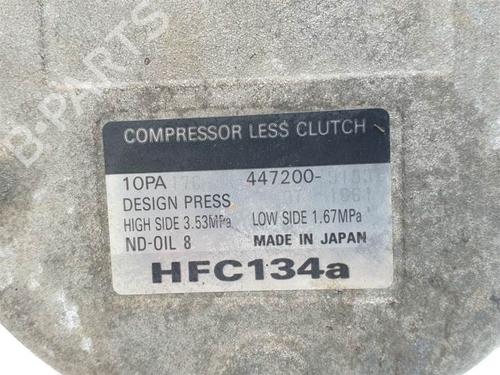 B-PARTS
COMPRESSOR LESS CLUTCH
10PA 447200-
DESIGN PRESS
HIGH SIDE 3.53MPa LOW SIDE 1.67MPa
ND-OIL 8 MADE IN JAPAN
HFC134a